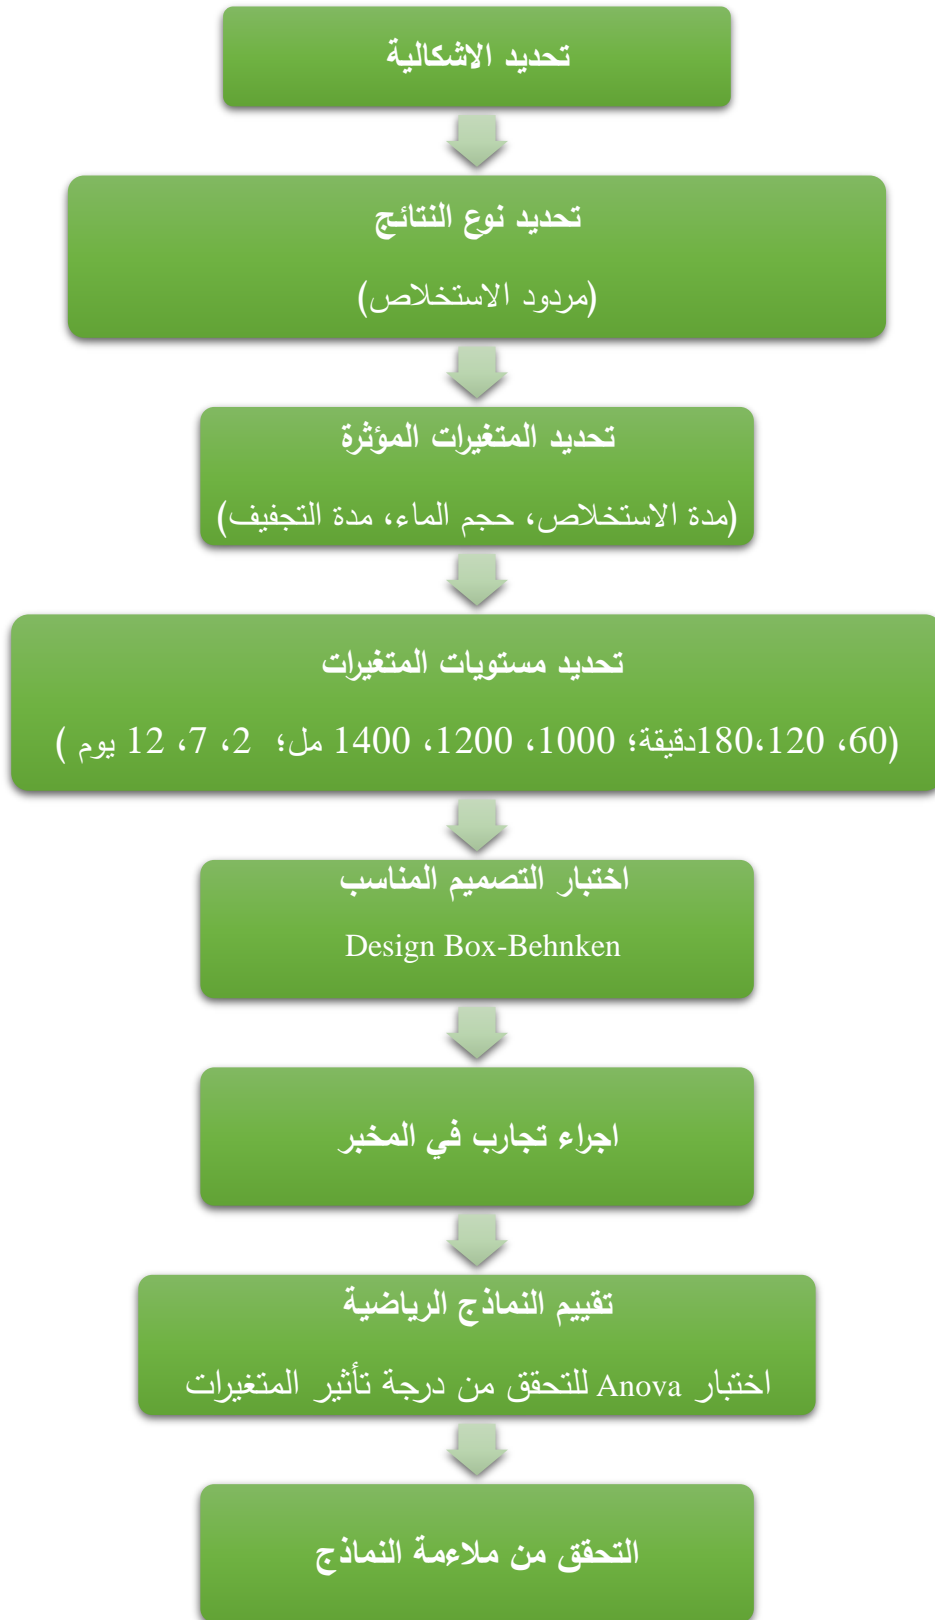 تحديد الاشكالية
تحديد نوع النتائج
(مردود الاستخلاص)
تحديد المتغيرات المؤثرة
(مدة الاستخلاص، حجم الماء، مدة التجفيف)
تحديد مستويات المتغيرات
(60، 120،180دقيقة؛ 1000، 1200، 1400 مل؛ 2، 7، 12 يوم )
اختبار التصميم المناسب
Design Box-Behnken
اجراء تجارب في المخبر
تقييم النماذج الرياضية
اختبار Anova للتحقق من درجة تأثير المتغيرات
التحقق من ملاءمة النماذج